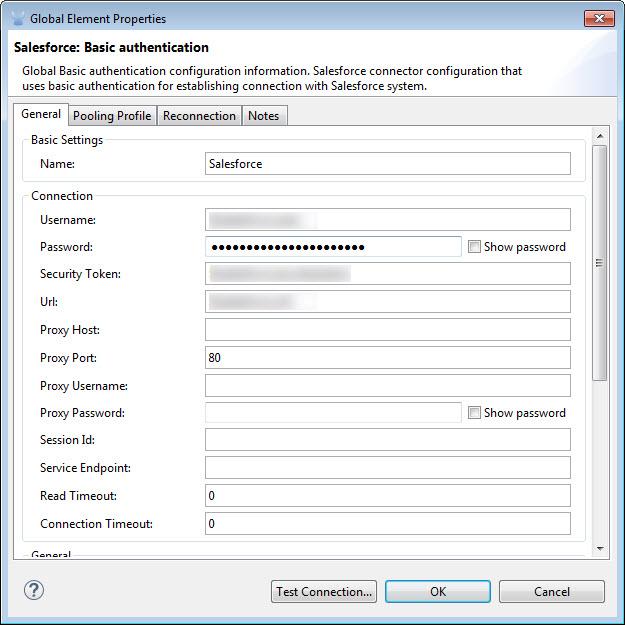 Global Element Properties
Salesforce: Basic authentication
Global Basic authentication configuration information. Salesforce connector configuration that
uses basic authentication for establishing connection with Salesforce system.
General Pooling Profile Reconnection Notes
Basic Settings
Name: Salesforce
Connection
Username:
Password: ●●●●●●●●●●●●●●●●●●●●●● Show password
Security Token:
Url:
Proxy Host:
Proxy Port: 80
Proxy Username:
Proxy Password: Show password
Session Id:
Service Endpoint:
Read Timeout: 0
Connection Timeout: 0
General
? Test Connection... OK Cancel